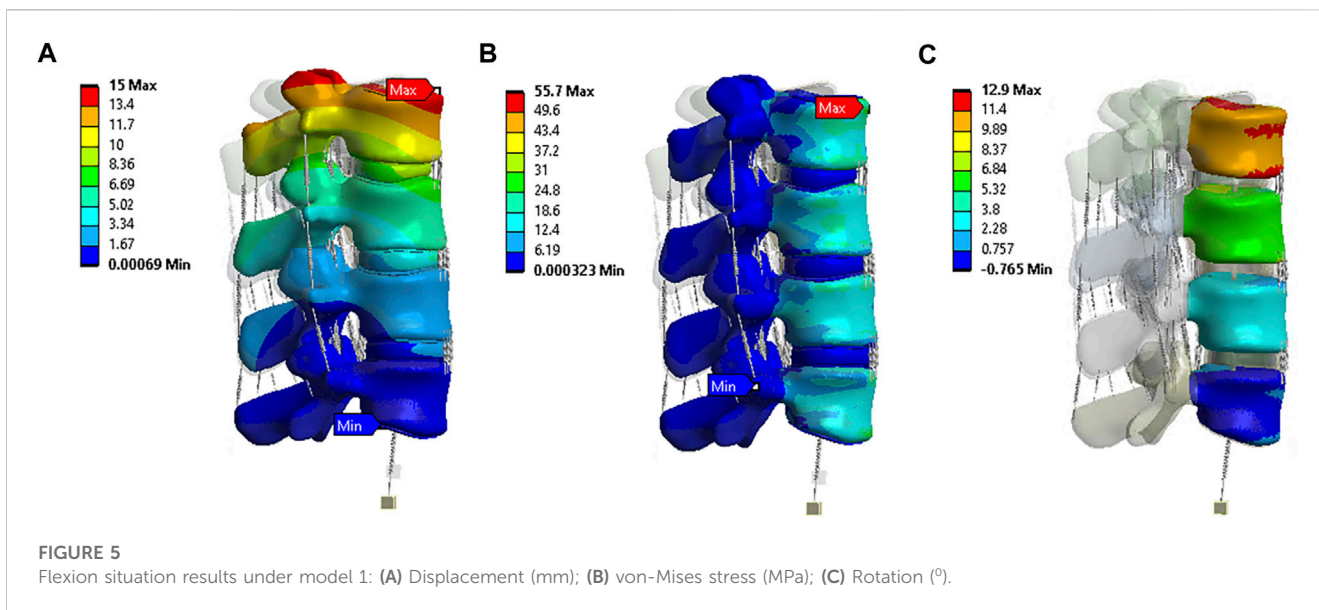 A
15 Max
13.4
11.7
10
8.36
6.69
5.02
3.34
1.67
0.00069 Min
Max
Min
B
55.7 Max
49.6
43.4
37.2
31
24.8
18.6
12.4
6.19
0.000323 Min
Max
Min
C
12.9 Max
11.4
9.89
8.37
6.84
5.32
3.8
2.28
0.757
-0.765 Min
FIGURE 5
Flexion situation results under model 1: (A) Displacement (mm); (B) von-Mises stress (MPa); (C) Rotation (⁰).